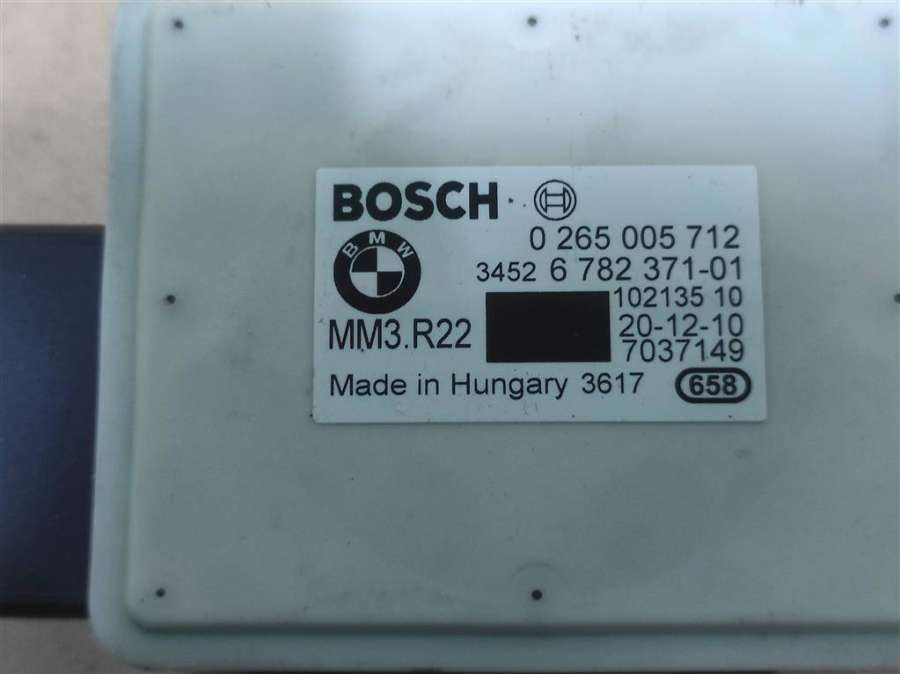 BOSCH
0 265 005 712
BMW
3452 6 782 371-01
102135 10
MM3.R22
20-12-10
7037149
Made in Hungary 3617
658